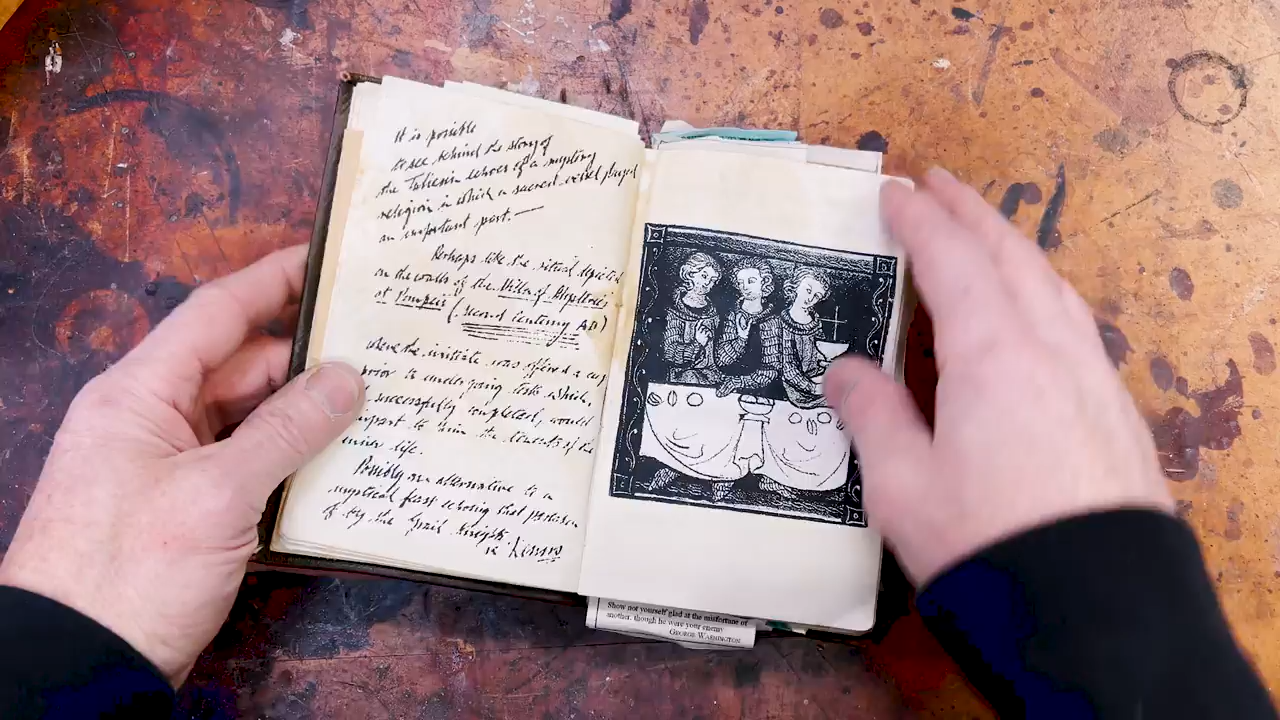 It is possible
to see behind the story of
the Taliesin echoes of a mystery
religion in which a sacred vessel played
an important part. —
Perhaps like the ritual depicted
on the walls of the Villa of
at Pompeii (second century AD)
where the initiate was offered a cup
prior to undergoing tests which,
successfully completed, would
impart to him the tenets of the
inner life.
Possibly an alternative to a
mystical feast echoing that partaken
of by the Grail Knights
Show not yourself glad at the misfortune of
another, though he were your enemy
GEORGE WASHINGTON